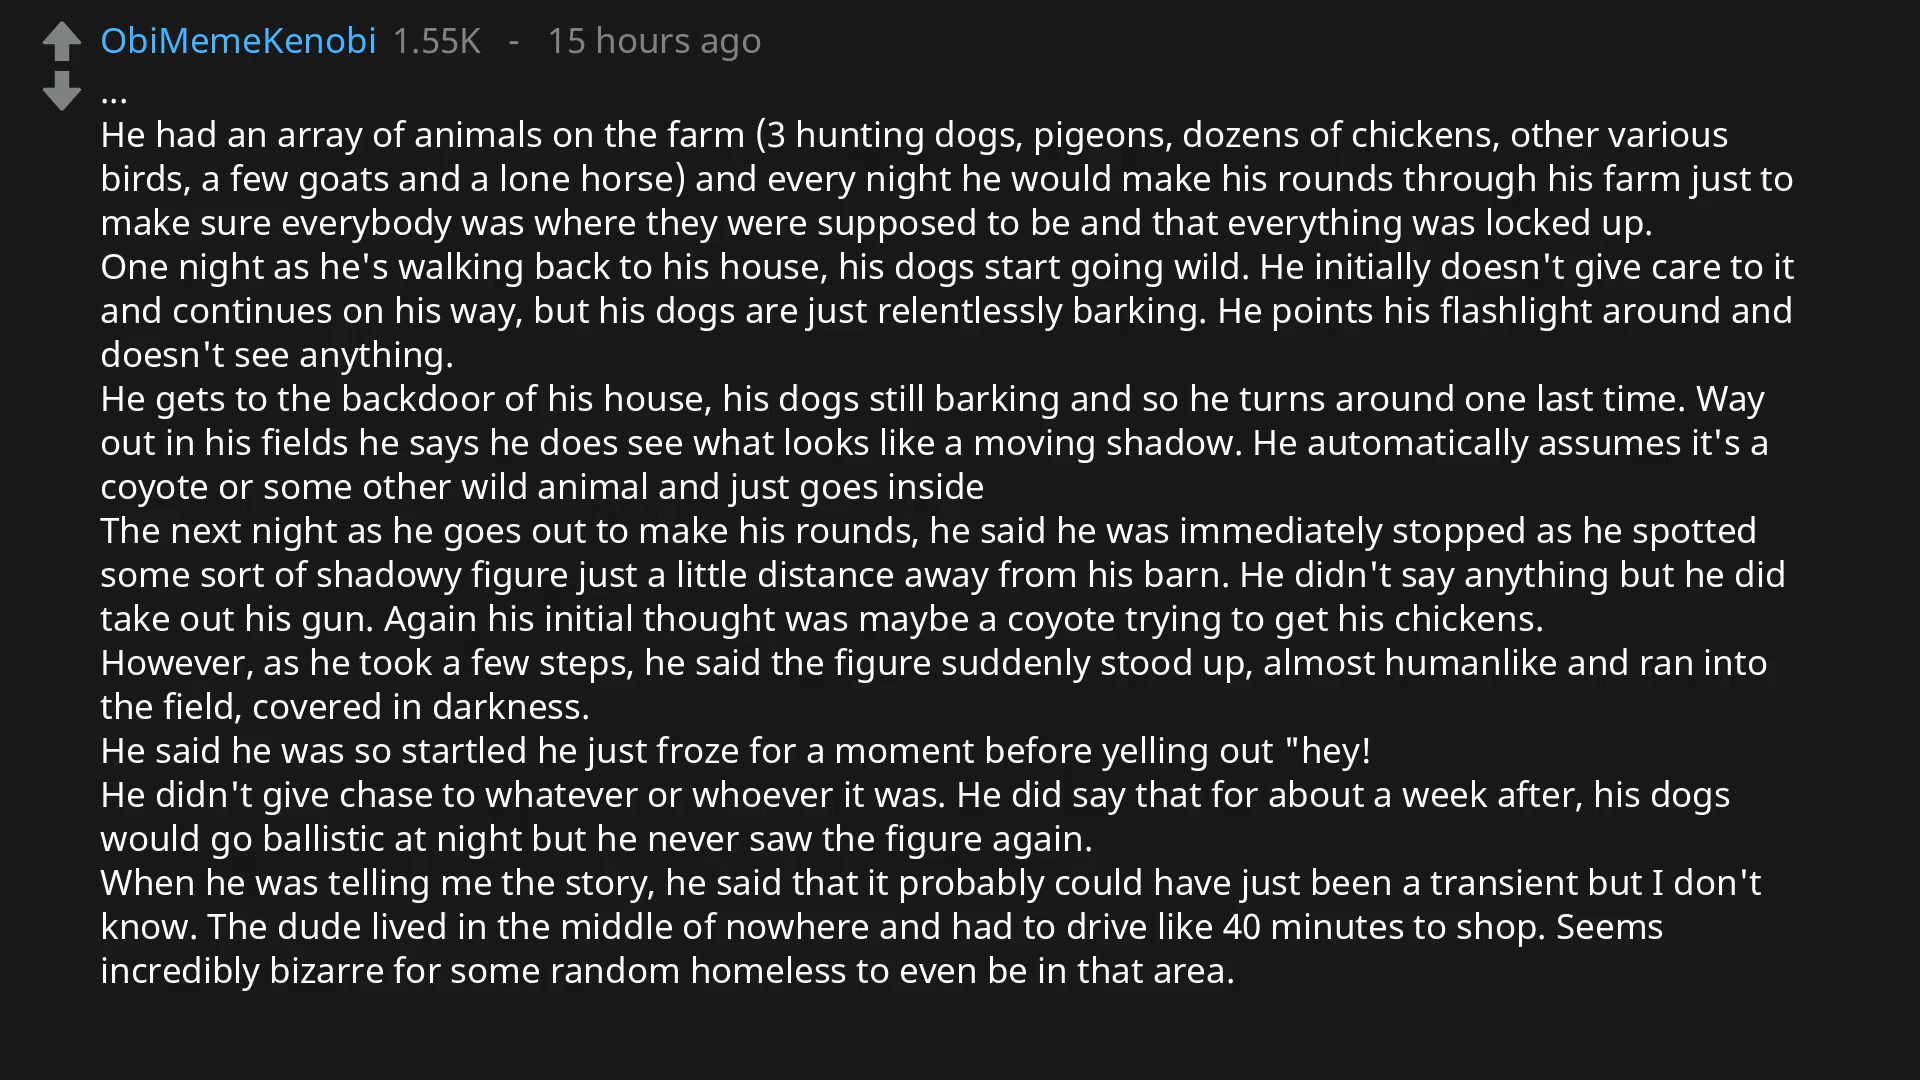 ObiMemeKenobi 1.55K - 15 hours ago
...
He had an array of animals on the farm (3 hunting dogs, pigeons, dozens of chickens, other various
birds, a few goats and a lone horse) and every night he would make his rounds through his farm just to
make sure everybody was where they were supposed to be and that everything was locked up.
One night as he's walking back to his house, his dogs start going wild. He initially doesn't give care to it
and continues on his way, but his dogs are just relentlessly barking. He points his flashlight around and
doesn't see anything.
He gets to the backdoor of his house, his dogs still barking and so he turns around one last time. Way
out in his fields he says he does see what looks like a moving shadow. He automatically assumes it's a
coyote or some other wild animal and just goes inside
The next night as he goes out to make his rounds, he said he was immediately stopped as he spotted
some sort of shadowy figure just a little distance away from his barn. He didn't say anything but he did
take out his gun. Again his initial thought was maybe a coyote trying to get his chickens.
However, as he took a few steps, he said the figure suddenly stood up, almost humanlike and ran into
the field, covered in darkness.
He said he was so startled he just froze for a moment before yelling out "hey!
He didn't give chase to whatever or whoever it was. He did say that for about a week after, his dogs
would go ballistic at night but he never saw the figure again.
When he was telling me the story, he said that it probably could have just been a transient but I don't
know. The dude lived in the middle of nowhere and had to drive like 40 minutes to shop. Seems
incredibly bizarre for some random homeless to even be in that area.